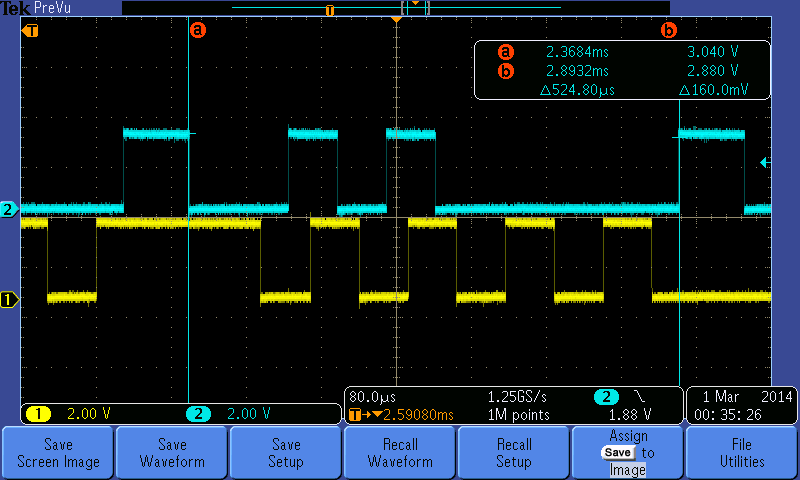 Tek PreVu
T
T
a
b
a 2.3684ms 3.040 V
b 2.8932ms 2.880 V
Δ524.80µs Δ160.0mV
2
1
1 2.00 V 2 2.00 V
80.0µs 1.25GS/s 2
T→▼2.59080ms 1M points 1.88 V
1 Mar 2014
00:35:26
Save
Screen Image
Save
Waveform
Save
Setup
Recall
Waveform
Recall
Setup
Assign
Save to
Image
File
Utilities